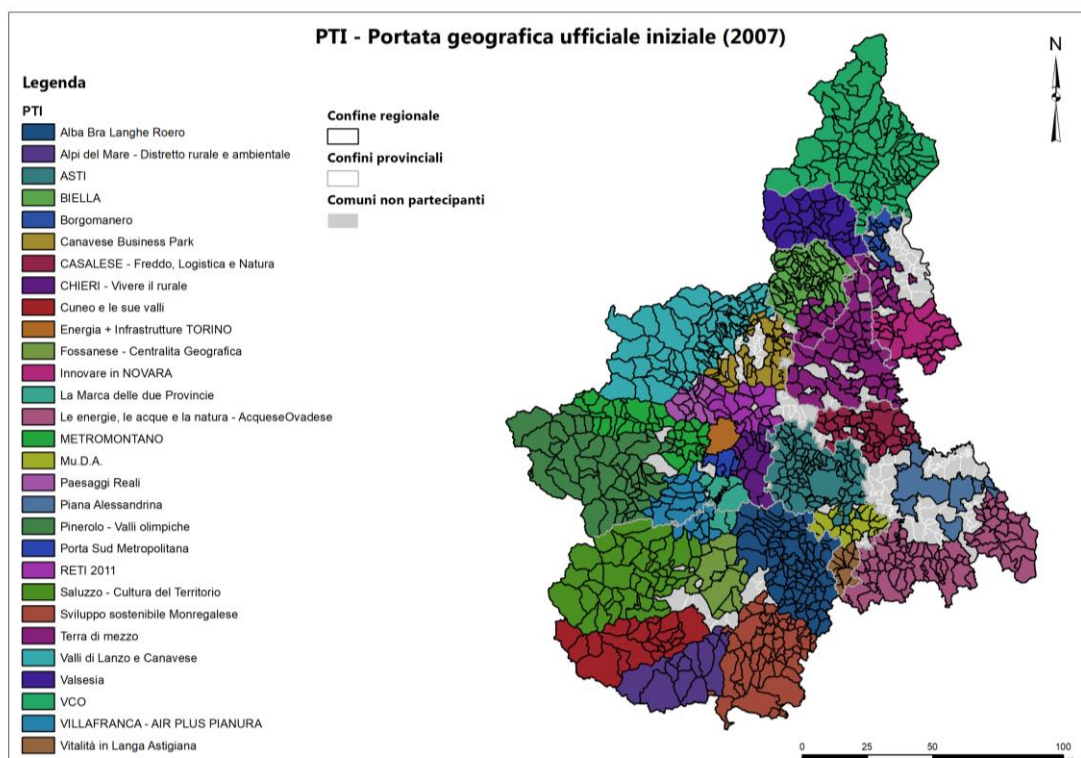 PTI - Portata geografica ufficiale iniziale (2007)
N
Legenda
PTI
Alba Bra Langhe Roero
Alpi del Mare - Distretto rurale e ambientale
ASTI
BIELLA
Borgomanero
Canavese Business Park
CASALESE - Freddo, Logistica e Natura
CHIERI - Vivere il rurale
Cuneo e le sue valli
Energia + Infrastrutture TORINO
Fossanese - Centralita Geografica
Innovare in NOVARA
La Marca delle due Provincie
Le energie, le acque e la natura - AcqueseOvadese
METROMONTANO
Mu.D.A.
Paesaggi Reali
Piana Alessandrina
Pinerolo - Valli olimpiche
Porta Sud Metropolitana
RETI 2011
Saluzzo - Cultura del Territorio
Sviluppo sostenibile Monregalese
Terra di mezzo
Valli di Lanzo e Canavese
Valsesia
VCO
VILLAFRANCA - AIR PLUS PIANURA
Vitalità in Langa Astigiana
Confine regionale
Confini provinciali
Comuni non partecipanti
0 25 50 100